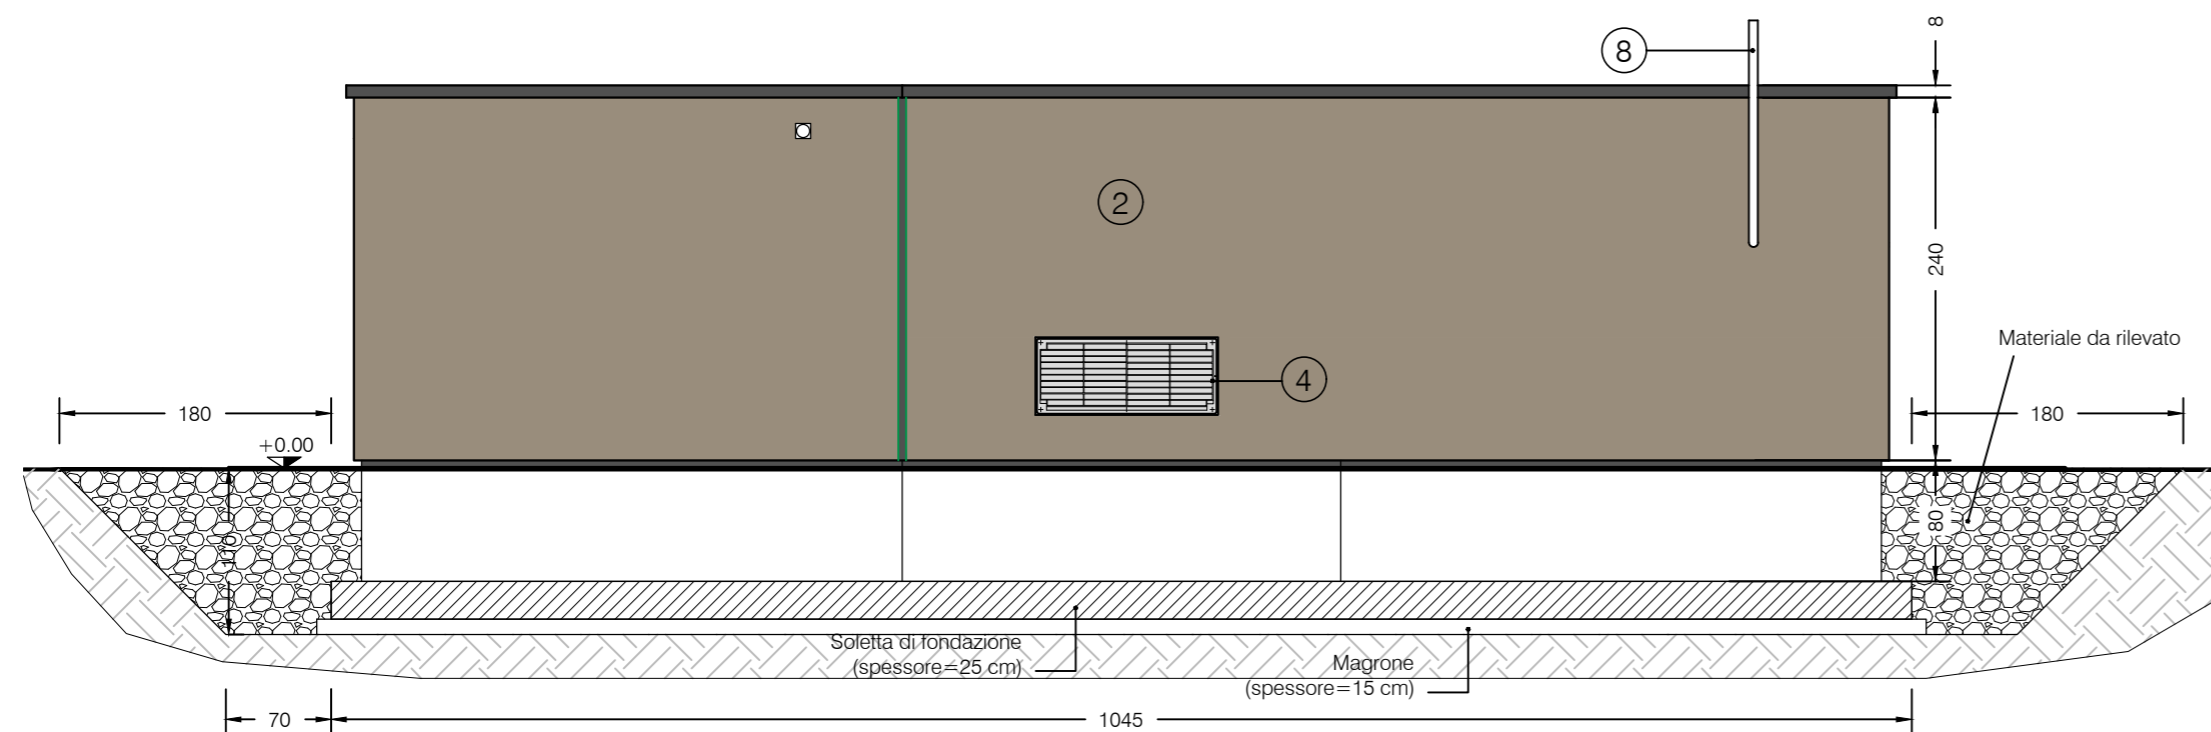 8
8
2
240
Materiale da rilevato
4
180
180
+0.00
110
80
Soletta di fondazione
(spessore=25 cm)
Magrone
(spessore=15 cm)
70
1045